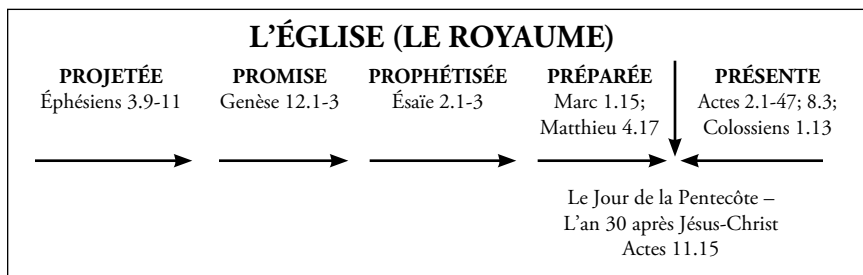 L'ÉGLISE (LE ROYAUME)
PROJETÉE
Éphésiens 3.9-11
PROMISE
Genèse 12.1-3
PROPHÉTISÉE
Ésaïe 2.1-3
PRÉPARÉE
Marc 1.15;
Matthieu 4.17
PRÉSENTE
Actes 2.1-47; 8.3;
Colossiens 1.13
Le Jour de la Pentecôte –
L'an 30 après Jésus-Christ
Actes 11.15